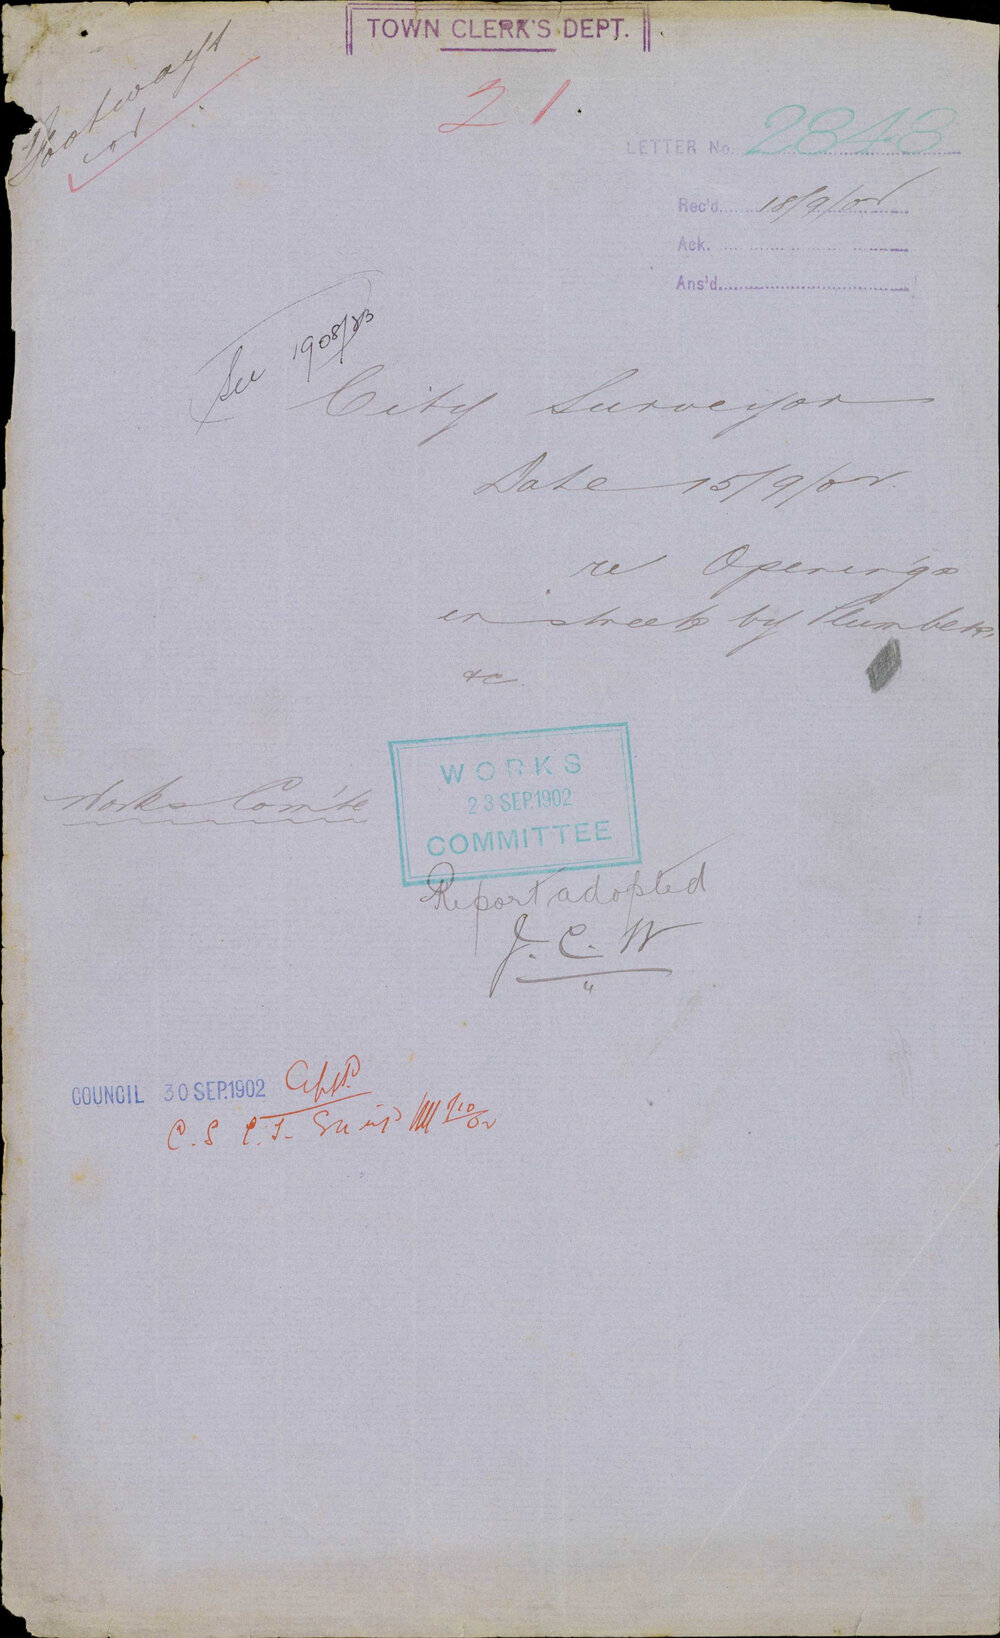 TOWN CLERK'S DEPT.
Footways
21.
LETTER No. 2848
Rec'd. 18/9/02
Ack.
Ans'd.
See 1908/23
City Surveyor
Date 15/9/02.
re Openings
in streets by Plumbers,
&c.
Works Com'te
WORKS
23 SEP.1902
COMMITTEE
Report adopted
J. C. W
COUNCIL 30 SEP.1902
C. S